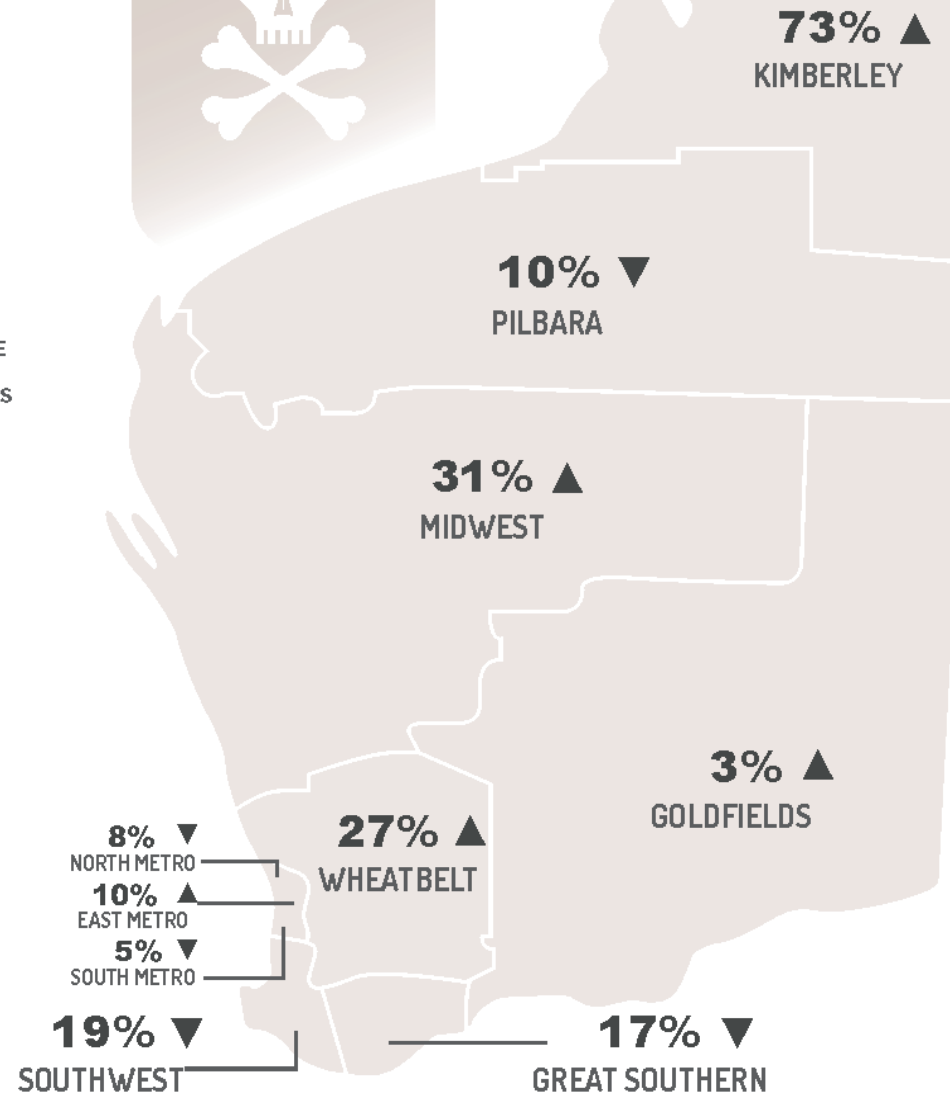 73% ▲
KIMBERLEY
10% ▼
PILBARA
E
S
31% ▲
MIDWEST
3% ▲
GOLDFIELDS
27% ▲
WHEATBELT
8% ▼
NORTH METRO
10% ▲
EAST METRO
5% ▼
SOUTH METRO
19% ▼
SOUTHWEST
17% ▼
GREAT SOUTHERN